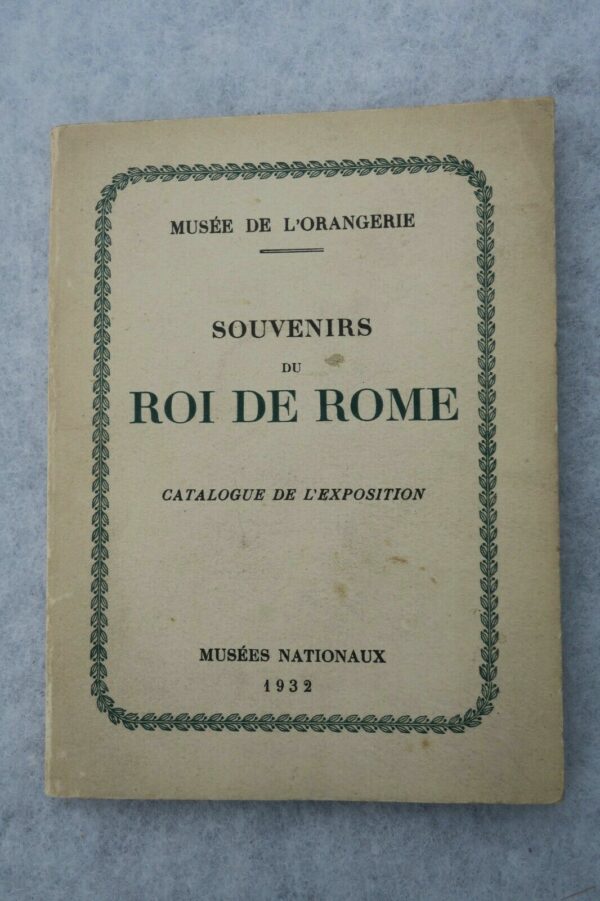 MUSÉE DE L'ORANGERIE
SOUVENIRS
DU
ROI DE ROME
CATALOGUE DE L'EXPOSITION
MUSÉES NATIONAUX
1932